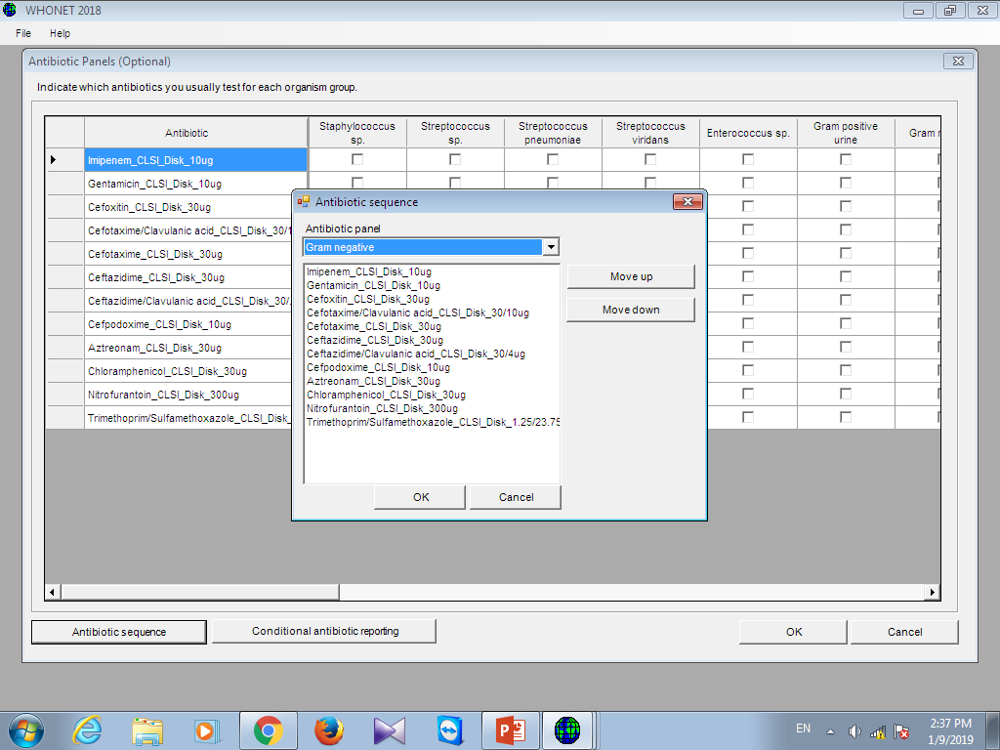 WHONET 2018
File Help
Antibiotic Panels (Optional)
Indicate which antibiotics you usually test for each organism group.
Antibiotic
Staphylococcus
sp.
Streptococcus
sp.
Streptococcus
pneumoniae
Streptococcus
viridans
Enterococcus sp.
Gram positive
urine
Gram
Imipenem_CLSI_Disk_10ug
Gentamicin_CLSI_Disk_10ug
Cefoxitin_CLSI_Disk_30ug
Cefotaxime/Clavulanic acid_CLSI_Disk_30/1
Cefotaxime_CLSI_Disk_30ug
Ceftazidime_CLSI_Disk_30ug
Ceftazidime/Clavulanic acid_CLSI_Disk_30/
Cefpodoxime_CLSI_Disk_10ug
Aztreonam_CLSI_Disk_30ug
Chloramphenicol_CLSI_Disk_30ug
Nitrofurantoin_CLSI_Disk_300ug
Trimethoprim/Sulfamethoxazole_CLSI_Disk_
Antibiotic sequence
Antibiotic panel
Gram negative
Imipenem_CLSI_Disk_10ug
Gentamicin_CLSI_Disk_10ug
Cefoxitin_CLSI_Disk_30ug
Cefotaxime/Clavulanic acid_CLSI_Disk_30/10ug
Cefotaxime_CLSI_Disk_30ug
Ceftazidime_CLSI_Disk_30ug
Ceftazidime/Clavulanic acid_CLSI_Disk_30/4ug
Cefpodoxime_CLSI_Disk_10ug
Aztreonam_CLSI_Disk_30ug
Chloramphenicol_CLSI_Disk_30ug
Nitrofurantoin_CLSI_Disk_300ug
Trimethoprim/Sulfamethoxazole_CLSI_Disk_1.25/23.75
Move up
Move down
OK Cancel
Antibiotic sequence Conditional antibiotic reporting OK Cancel
EN
2:37 PM
1/9/2019